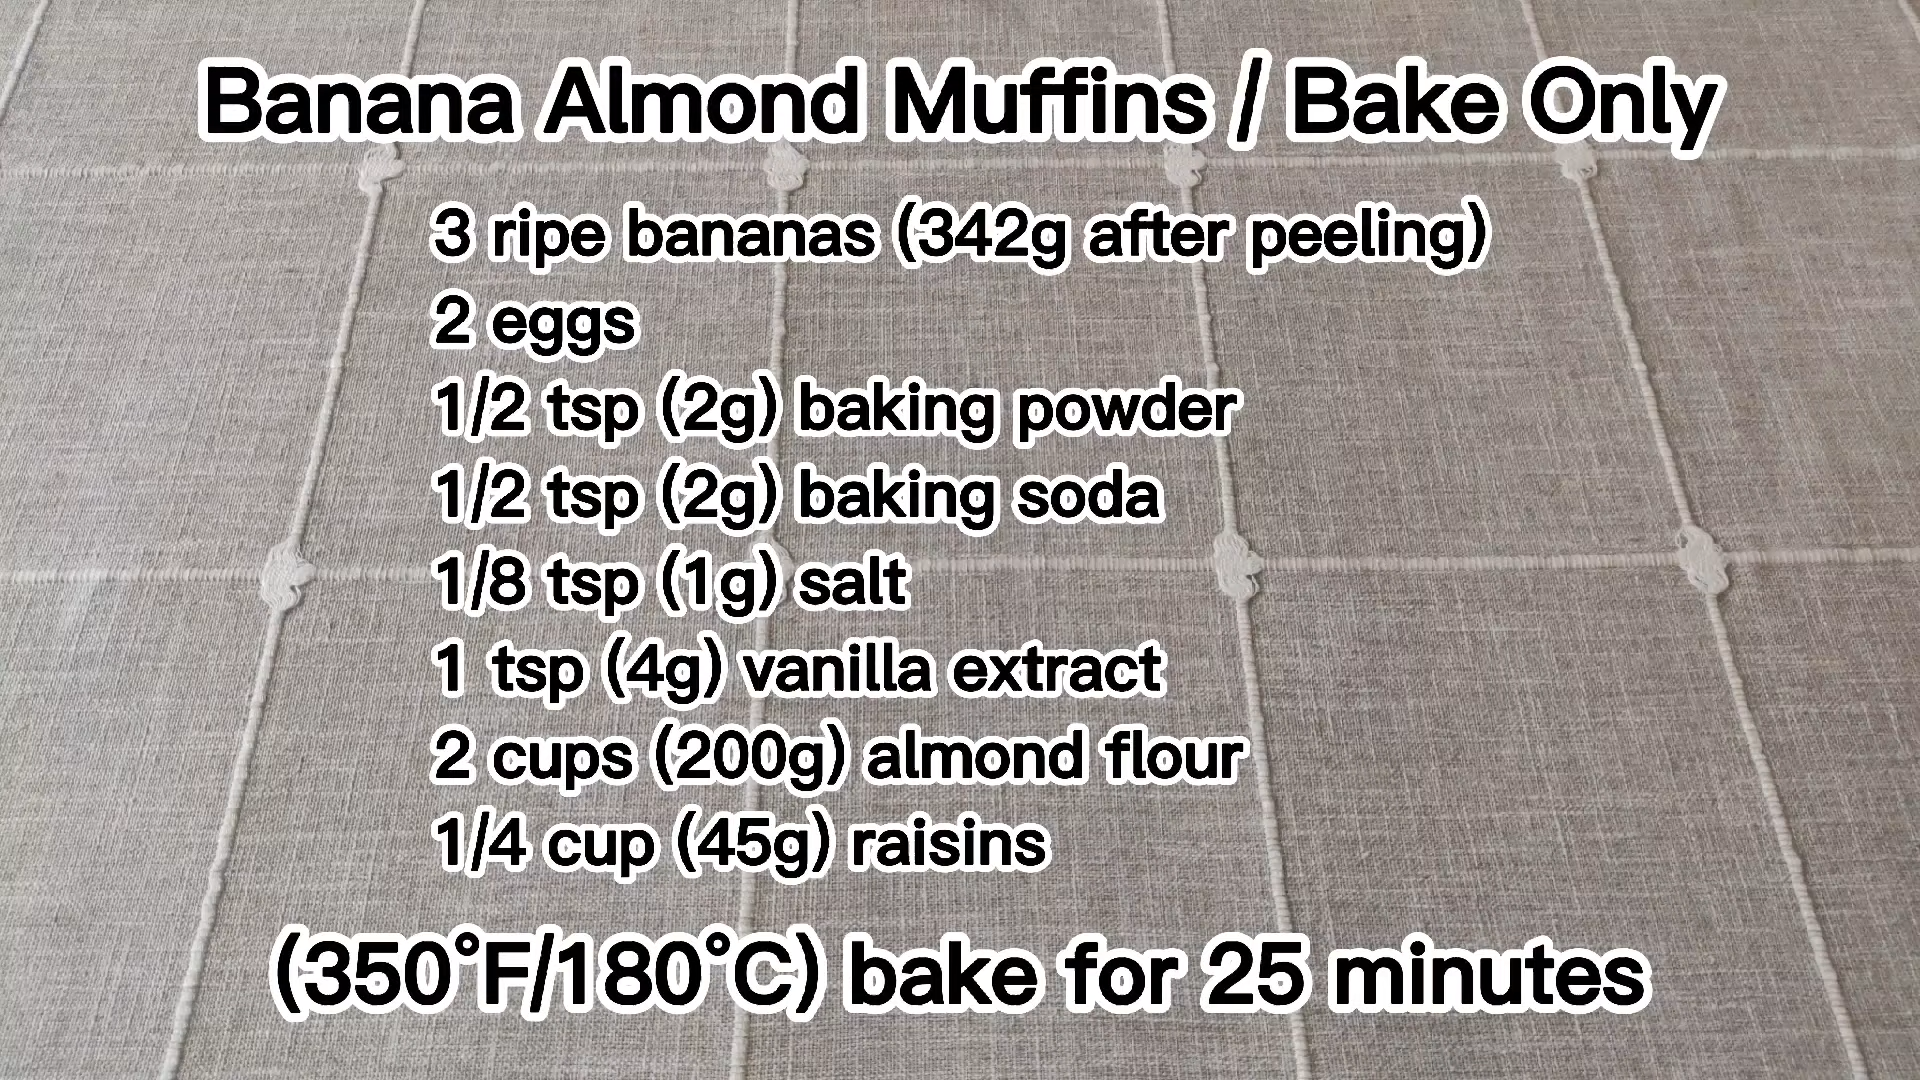 Banana Almond Muffins / Bake Only
3 ripe bananas (342g after peeling)
2 eggs
1/2 tsp (2g) baking powder
1/2 tsp (2g) baking soda
1/8 tsp (1g) salt
1 tsp (4g) vanilla extract
2 cups (200g) almond flour
1/4 cup (45g) raisins
(350°F/180°C) bake for 25 minutes